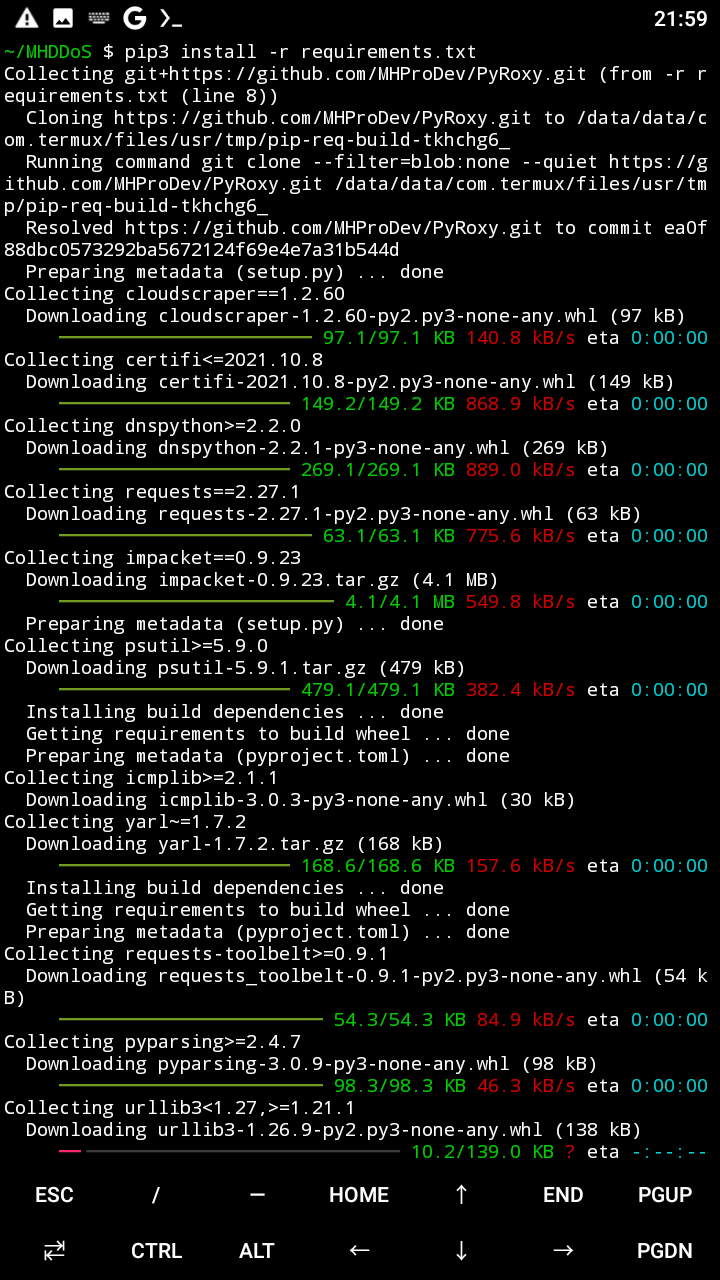 21:59
~/MHDDoS $ pip3 install -r requirements.txt
Collecting git+https://github.com/MHProDev/PyRoxy.git (from -r r
equirements.txt (line 8))
  Cloning https://github.com/MHProDev/PyRoxy.git to /data/data/c
om.termux/files/usr/tmp/pip-req-build-tkhchg6_
  Running command git clone --filter=blob:none --quiet https://g
ithub.com/MHProDev/PyRoxy.git /data/data/com.termux/files/usr/tm
p/pip-req-build-tkhchg6_
  Resolved https://github.com/MHProDev/PyRoxy.git to commit ea0f
88dbc0573292ba5672124f69e4e7a31b544d
  Preparing metadata (setup.py) ... done
Collecting cloudscraper==1.2.60
  Downloading cloudscraper-1.2.60-py2.py3-none-any.whl (97 kB)
97.1/97.1 KB 140.8 kB/s eta 0:00:00
Collecting certifi<=2021.10.8
  Downloading certifi-2021.10.8-py2.py3-none-any.whl (149 kB)
149.2/149.2 KB 868.9 kB/s eta 0:00:00
Collecting dnspython>=2.2.0
  Downloading dnspython-2.2.1-py3-none-any.whl (269 kB)
269.1/269.1 KB 889.0 kB/s eta 0:00:00
Collecting requests==2.27.1
  Downloading requests-2.27.1-py2.py3-none-any.whl (63 kB)
63.1/63.1 KB 775.6 kB/s eta 0:00:00
Collecting impacket==0.9.23
  Downloading impacket-0.9.23.tar.gz (4.1 MB)
4.1/4.1 MB 549.8 kB/s eta 0:00:00
  Preparing metadata (setup.py) ... done
Collecting psutil>=5.9.0
  Downloading psutil-5.9.1.tar.gz (479 kB)
479.1/479.1 KB 382.4 kB/s eta 0:00:00
  Installing build dependencies ... done
  Getting requirements to build wheel ... done
  Preparing metadata (pyproject.toml) ... done
Collecting icmplib>=2.1.1
  Downloading icmplib-3.0.3-py3-none-any.whl (30 kB)
Collecting yarl~=1.7.2
  Downloading yarl-1.7.2.tar.gz (168 kB)
168.6/168.6 KB 157.6 kB/s eta 0:00:00
  Installing build dependencies ... done
  Getting requirements to build wheel ... done
  Preparing metadata (pyproject.toml) ... done
Collecting requests-toolbelt>=0.9.1
  Downloading requests_toolbelt-0.9.1-py2.py3-none-any.whl (54 k
B)
54.3/54.3 KB 84.9 kB/s eta 0:00:00
Collecting pyparsing>=2.4.7
  Downloading pyparsing-3.0.9-py3-none-any.whl (98 kB)
98.3/98.3 KB 46.3 kB/s eta 0:00:00
Collecting urllib3<1.27,>=1.21.1
  Downloading urllib3-1.26.9-py2.py3-none-any.whl (138 kB)
10.2/139.0 KB ? eta -:--:--
ESC / — HOME ↑ END PGUP
⇄ CTRL ALT ← ↓ → PGDN